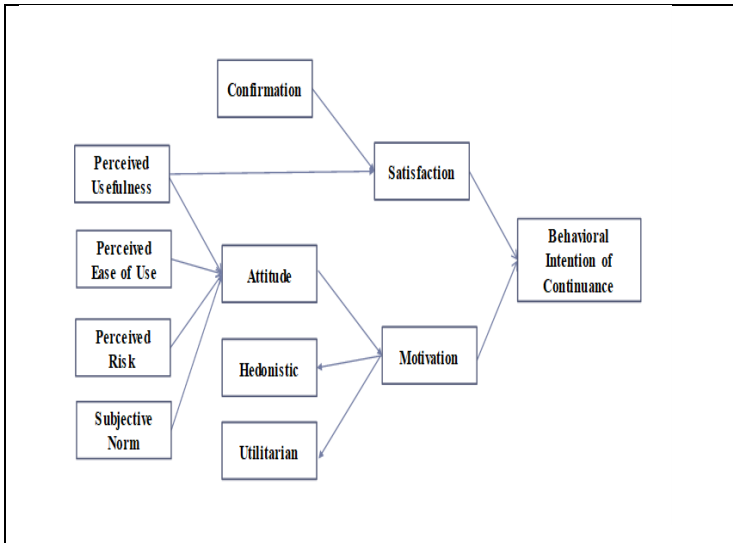 Confirmation
Perceived
Usefulness
Satisfaction
Perceived
Ease of Use
Attitude
Behavioral
Intention of
Continuance
Perceived
Risk
Hedonistic
Motivation
Subjective
Norm
Utilitarian